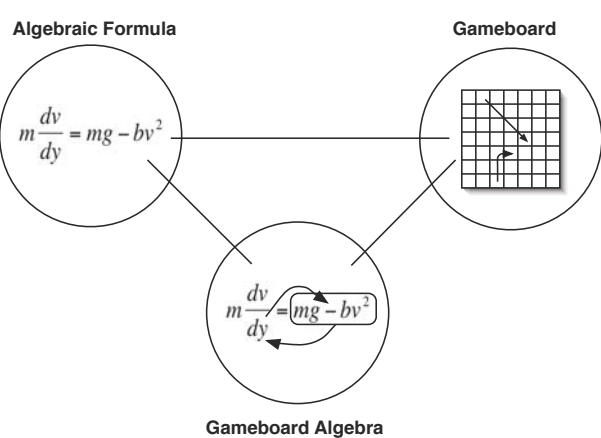 Algebraic Formula
Gameboard
m dv/dy = mg − bv²
m dv/dy = mg − bv²
Gameboard Algebra